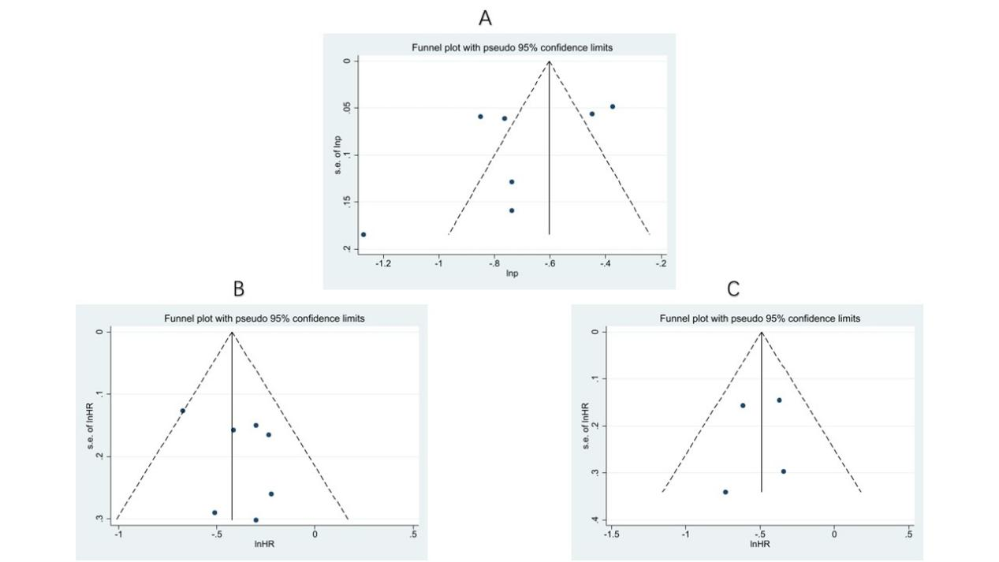 A
Funnel plot with pseudo 95% confidence limits
0
.05
.1
.15
.2
s.e. of lnp
-1.2 -1 -.8 -.6 -.4 -.2
lnp
B
Funnel plot with pseudo 95% confidence limits
0
.1
.2
.3
s.e. of lnHR
-1 -.5 0 .5
lnHR
C
Funnel plot with pseudo 95% confidence limits
0
.1
.2
.3
.4
s.e. of lnHR
-1.5 -1 -.5 0 .5
lnHR